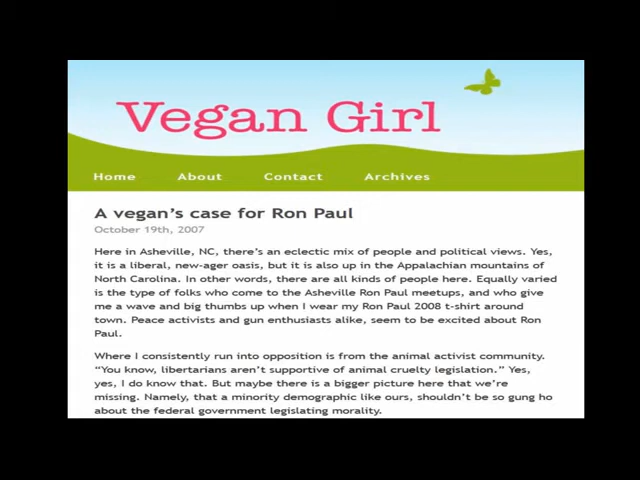 Vegan Girl
Home About Contact Archives
A vegan's case for Ron Paul
October 19th, 2007
Here in Asheville, NC, there's an eclectic mix of people and political views. Yes,
it is a liberal, new-ager oasis, but it is also up in the Appalachian mountains of
North Carolina. In other words, there are all kinds of people here. Equally varied
is the type of folks who come to the Asheville Ron Paul meetups, and who give
me a wave and big thumbs up when I wear my Ron Paul 2008 t-shirt around
town. Peace activists and gun enthusiasts alike, seem to be excited about Ron
Paul.
Where I consistently run into opposition is from the animal activist community.
“You know, libertarians aren't supportive of animal cruelty legislation.” Yes,
yes, I do know that. But maybe there is a bigger picture here that we're
missing. Namely, that a minority demographic like ours, shouldn't be so gung ho
about the federal government legislating morality.